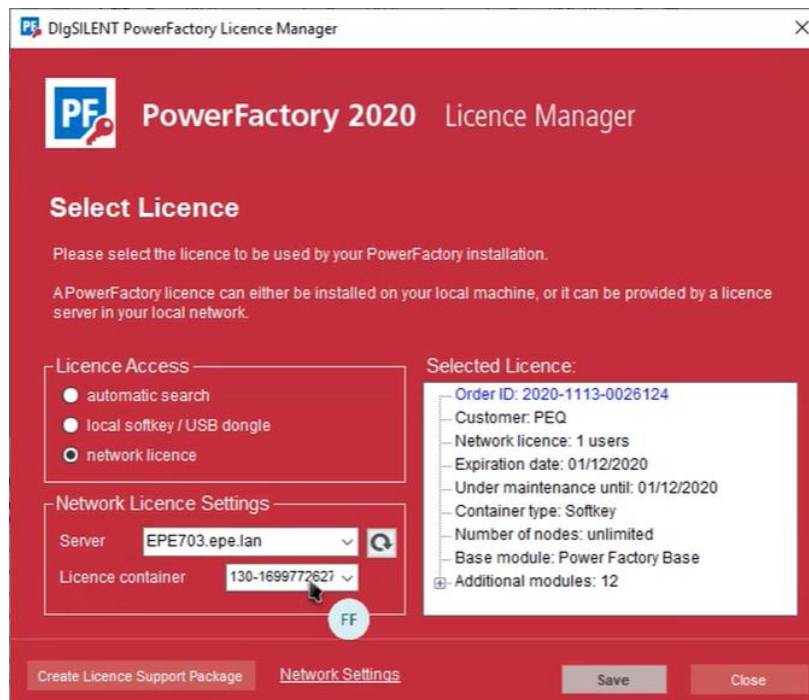 DIgSILENT PowerFactory Licence Manager
PF
PowerFactory 2020 Licence Manager
Select Licence
Please select the licence to be used by your PowerFactory installation.
A PowerFactory licence can either be installed on your local machine, or it can be provided by a licence
server in your local network.
Licence Access
automatic search
local softkey / USB dongle
network licence
Network Licence Settings
Server EPE703.epe.lan
Licence container 130-1699772627
FF
Selected Licence:
Order ID: 2020-1113-0026124
Customer: PEQ
Network licence: 1 users
Expiration date: 01/12/2020
Under maintenance until: 01/12/2020
Container type: Softkey
Number of nodes: unlimited
Base module: Power Factory Base
Additional modules: 12
Create Licence Support Package
Network Settings
Save
Close